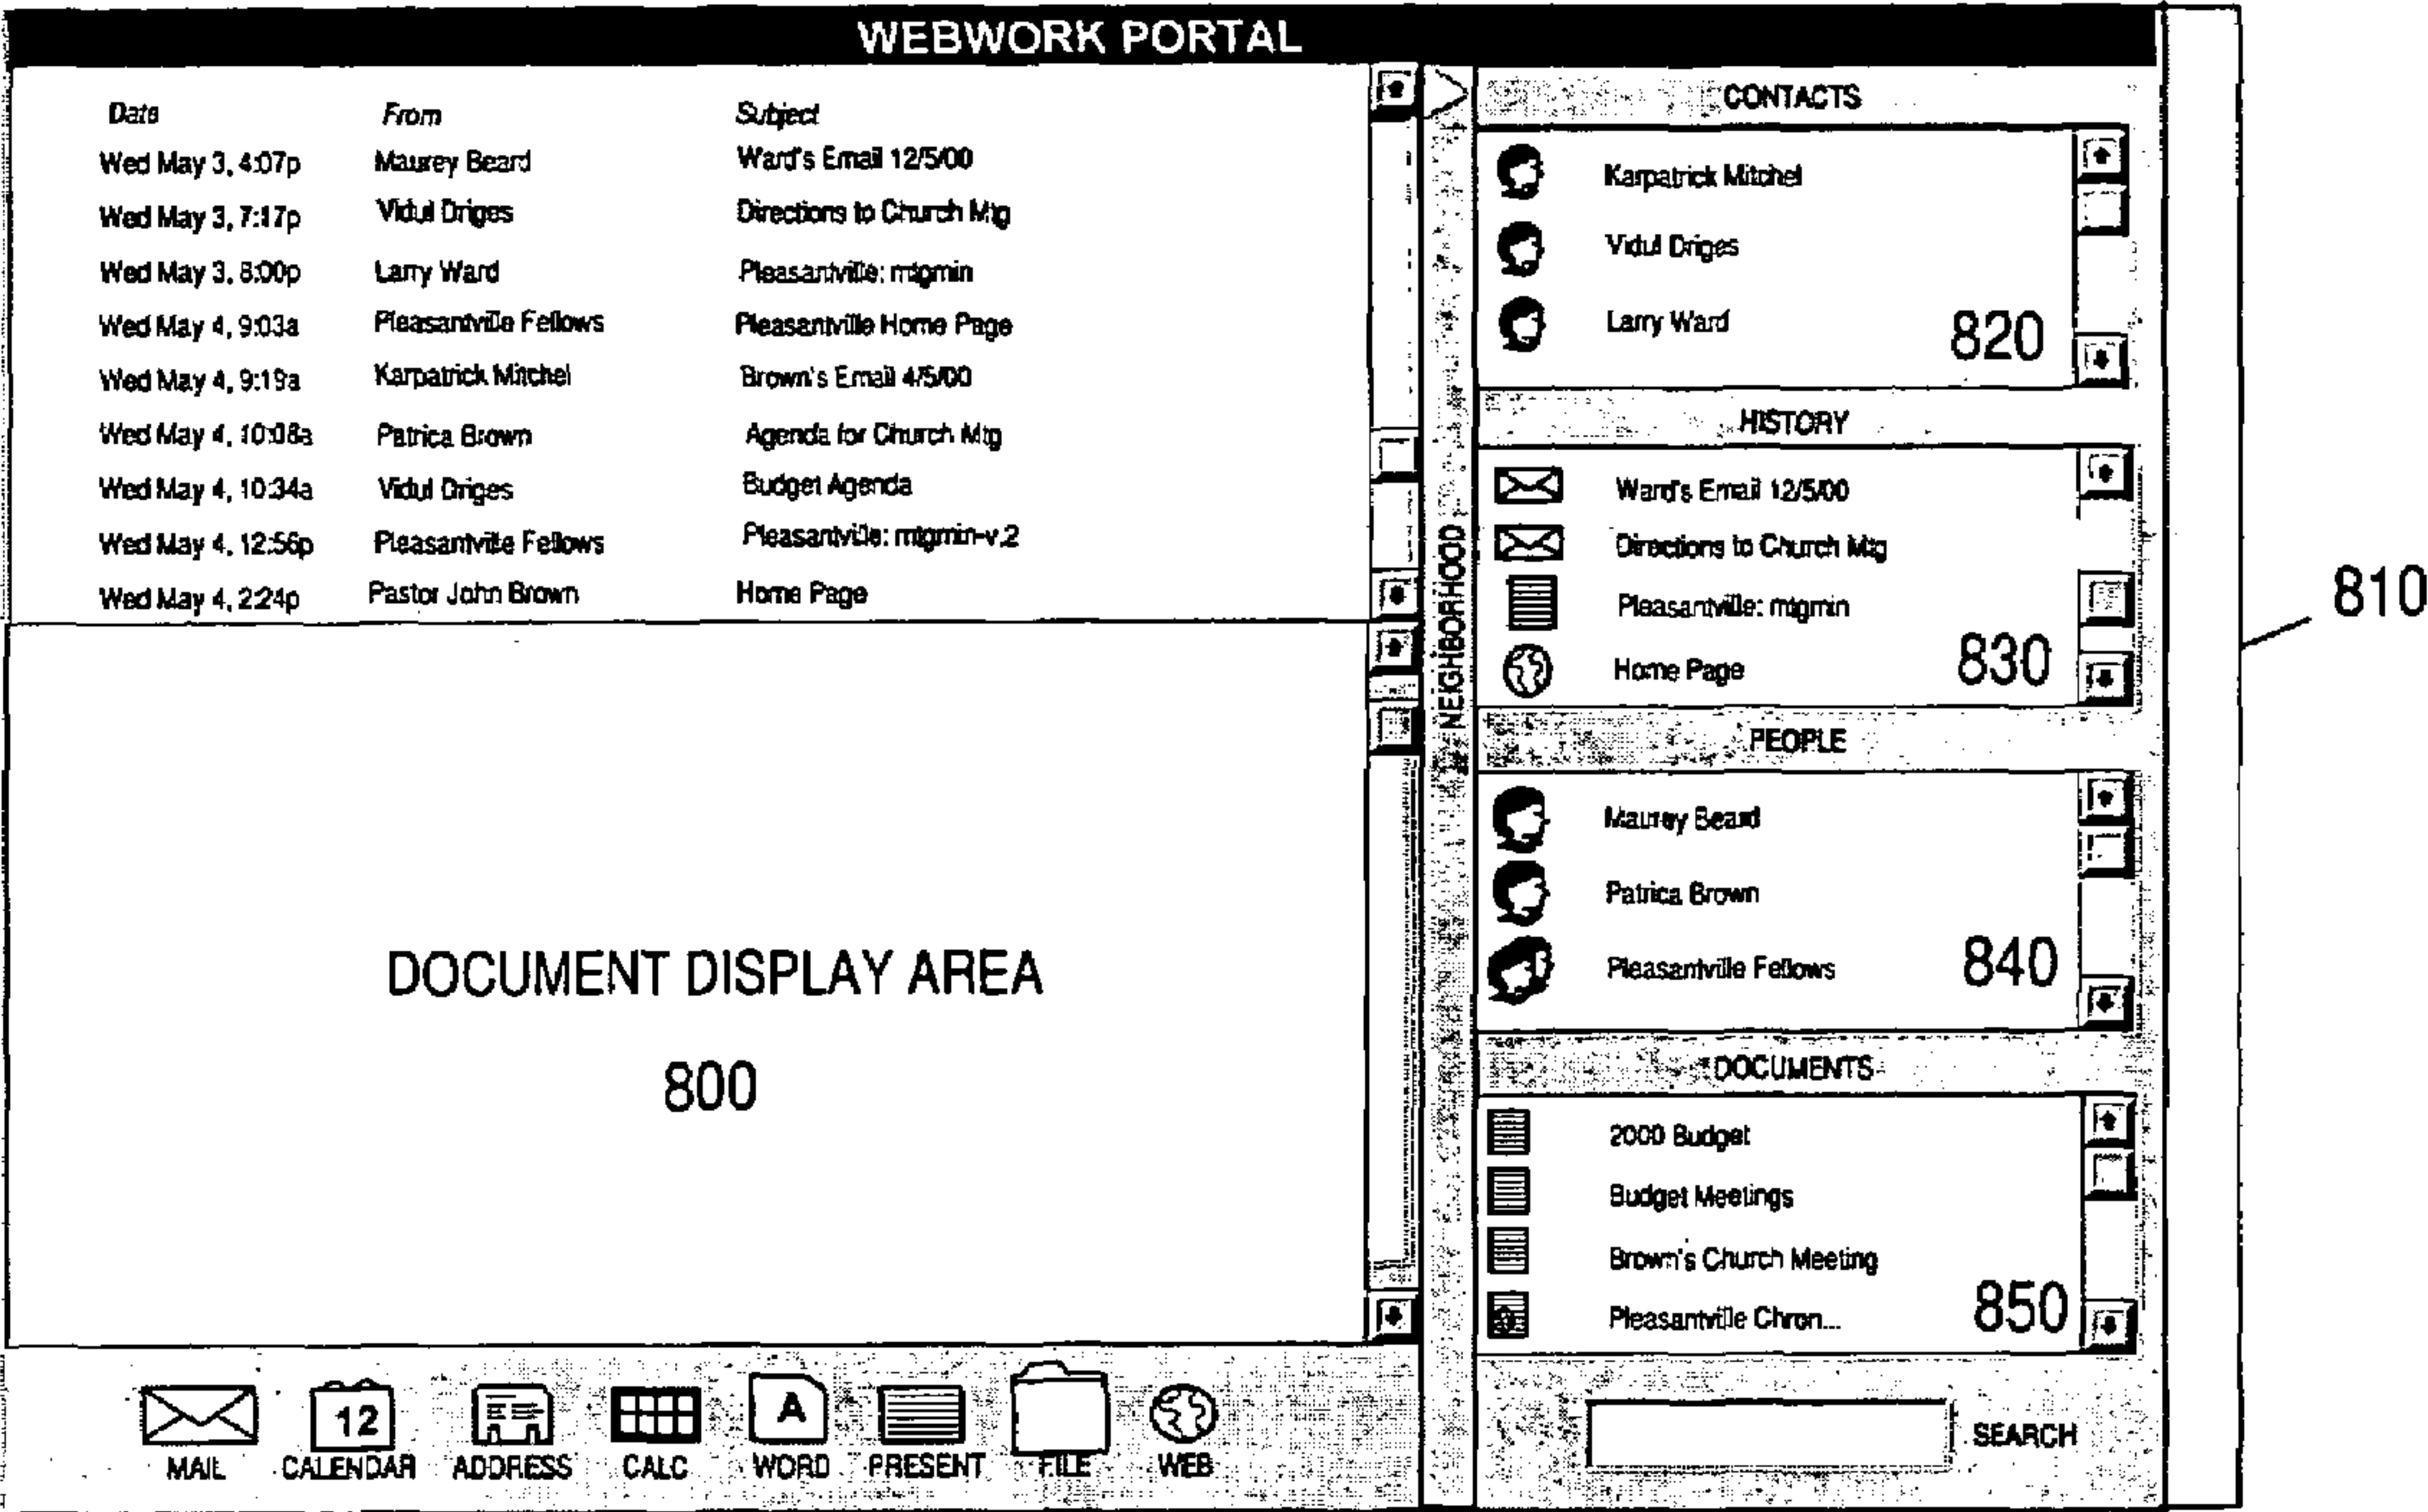 WEBWORK PORTAL
Date From Subject
Wed May 3, 4:07p Maurey Beard Ward's Email 12/5/00
Wed May 3, 7:17p Vidul Driges Directions to Church Mtg
Wed May 3, 8:00p Larry Ward Pleasantville: mtgmin
Wed May 4, 9:03a Pleasantville Fellows Pleasantville Home Page
Wed May 4, 9:19a Karpatrick Mitchel Brown's Email 4/5/00
Wed May 4, 10:08a Patrica Brown Agenda for Church Mtg
Wed May 4, 10:34a Vidul Driges Budget Agenda
Wed May 4, 12:56p Pleasantville Fellows Pleasantville: mtgmin-v.2
Wed May 4, 2:24p Pastor John Brown Home Page
DOCUMENT DISPLAY AREA
800
12
A
MAIL CALENDAR ADDRESS CALC WORD PRESENT FILE WEB
NEIGHBORHOOD
CONTACTS
Karpatrick Mitchel
Vidul Driges
Larry Ward
820
HISTORY
Ward's Email 12/5/00
Directions to Church Mtg
Pleasantville: mtgmin
Home Page
830
PEOPLE
Maurey Beard
Patrica Brown
Pleasantville Fellows
840
DOCUMENTS
2000 Budget
Budget Meetings
Brown's Church Meeting
Pleasantville Chron...
850
SEARCH
810